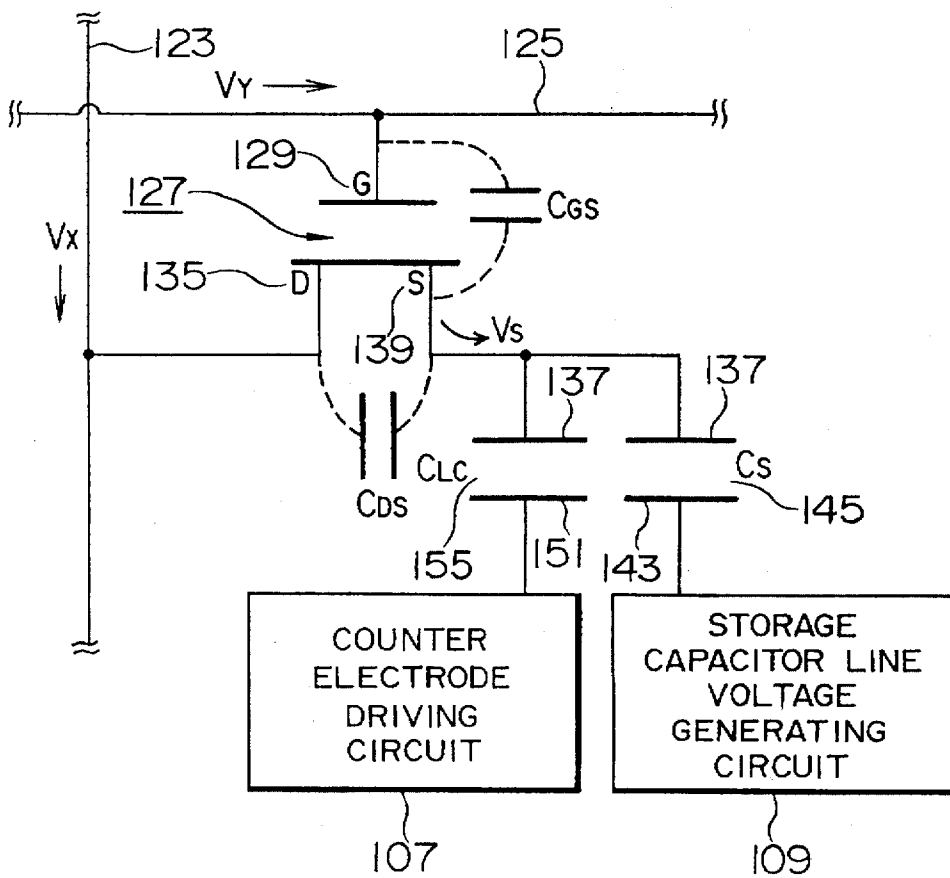 123
VY
125
129
G
CGS
127
VX
135
D
S
139
VS
137
137
CLC
CS
CDS
145
155
151
143
COUNTER
ELECTRODE
DRIVING
CIRCUIT
STORAGE
CAPACITOR LINE
VOLTAGE
GENERATING
CIRCUIT
107
109